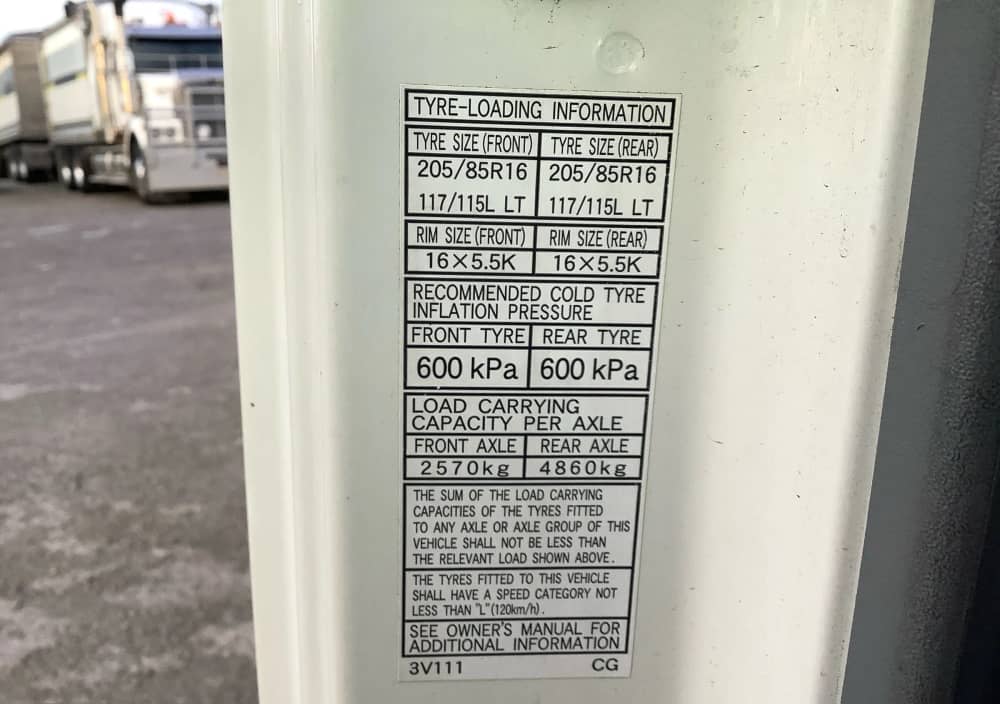 TYRE-LOADING INFORMATION
TYRE SIZE (FRONT) TYRE SIZE (REAR)
205/85R16 205/85R16
117/115L LT 117/115L LT
RIM SIZE (FRONT) RIM SIZE (REAR)
16×5.5K 16×5.5K
RECOMMENDED COLD TYRE
INFLATION PRESSURE
FRONT TYRE REAR TYRE
600 kPa 600 kPa
LOAD CARRYING
CAPACITY PER AXLE
FRONT AXLE REAR AXLE
2570kg 4860kg
THE SUM OF THE LOAD CARRYING
CAPACITIES OF THE TYRES FITTED
TO ANY AXLE OR AXLE GROUP OF THIS
VEHICLE SHALL NOT BE LESS THAN
THE RELEVANT LOAD SHOWN ABOVE.
THE TYRES FITTED TO THIS VEHICLE
SHALL HAVE A SPEED CATEGORY NOT
LESS THAN "L"(120km/h).
SEE OWNER'S MANUAL FOR
ADDITIONAL INFORMATION
3V111 CG